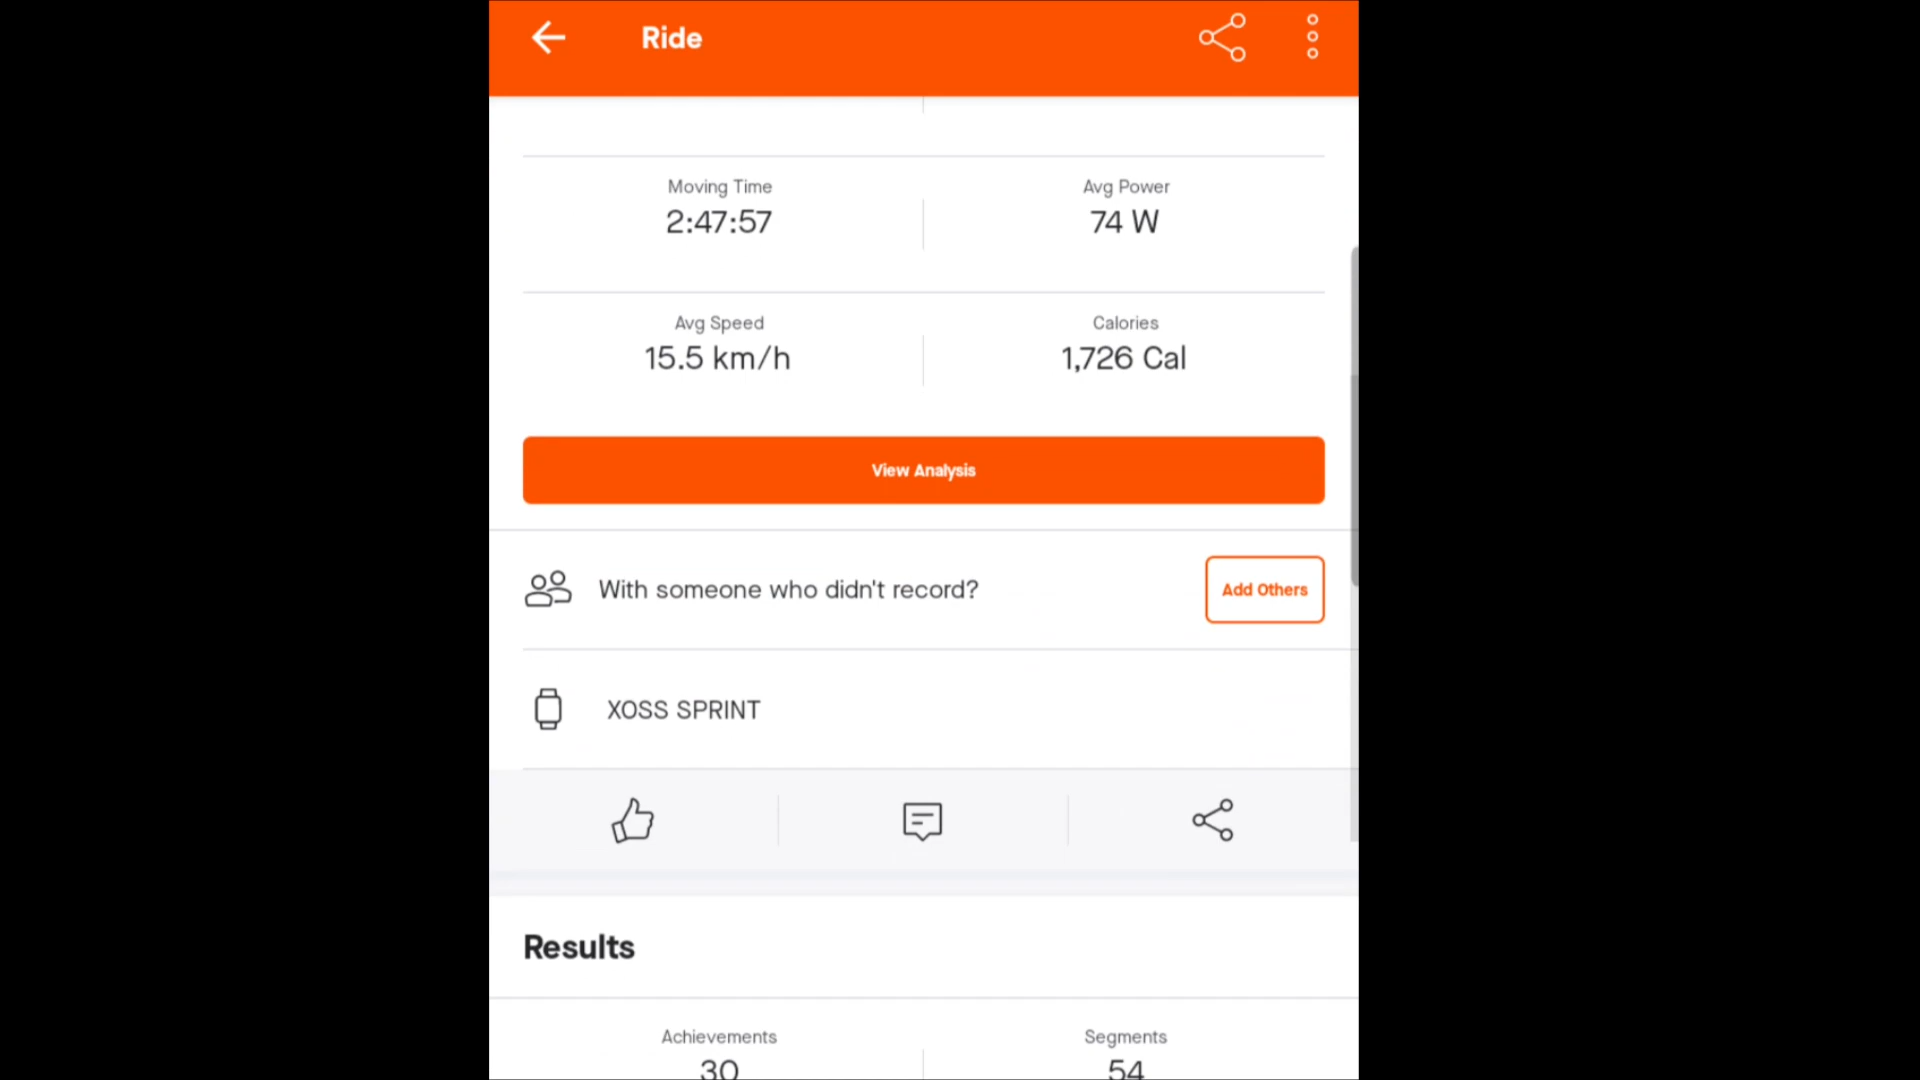 Ride
Moving Time
2:47:57
Avg Power
74 W
Avg Speed
15.5 km/h
Calories
1,726 Cal
View Analysis
With someone who didn't record?
Add Others
XOSS SPRINT
Results
Achievements
30
Segments
54